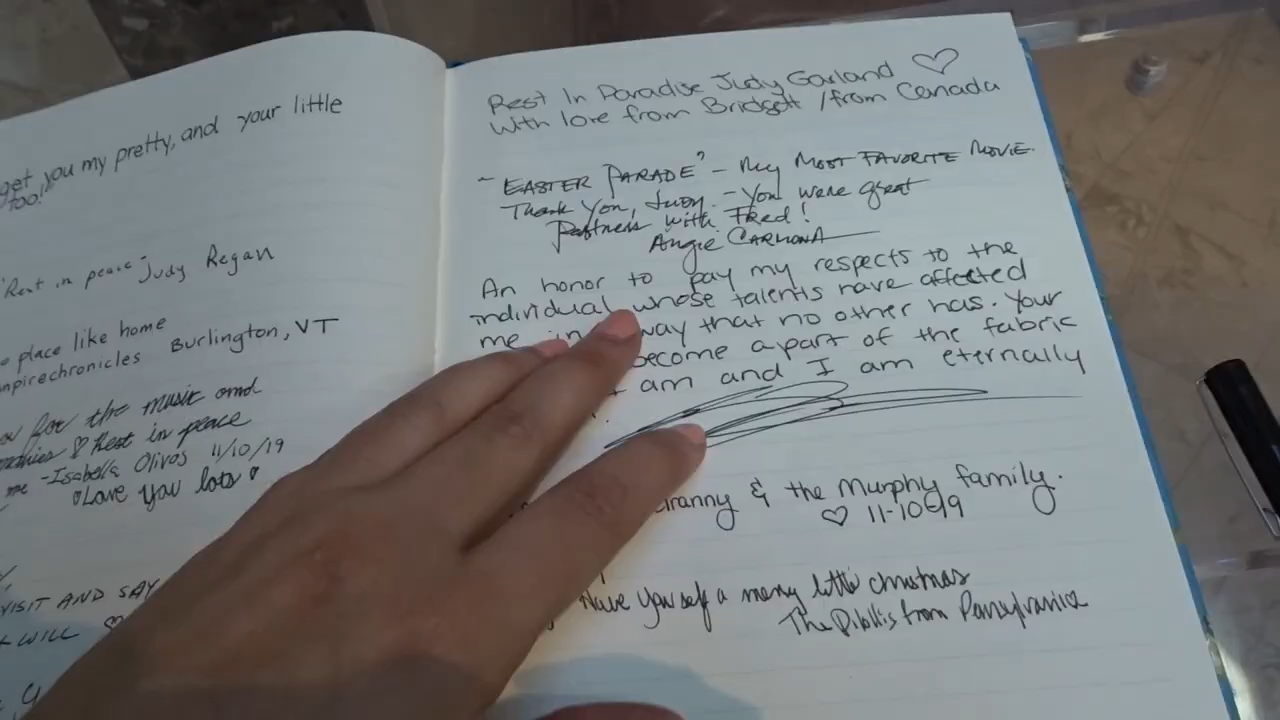 get you my pretty, and your little
too!"
"Rest in peace" Judy Regan
place like home
Burlington, VT
for the music and
Rest in peace
me -Isabella Olivos 11/10/19
Love you lots
VISIT AND SAY
WILL
Rest In Paradise Judy Garland
With love from Bridgett / from Canada
"EASTER PARADE" - My MOST FAVORITE MOVIE.
Thank You, Judy. - You were great
Partners with Fred!
Angie CARMONA
An honor to pay my respects to the
individual whose talents have affected
me in way that no other has. Your
become a part of the fabric
I am and I am eternally
Granny & the Murphy family.
11-10-19
Have yourself a merry little christmas
The from Pennsylvania